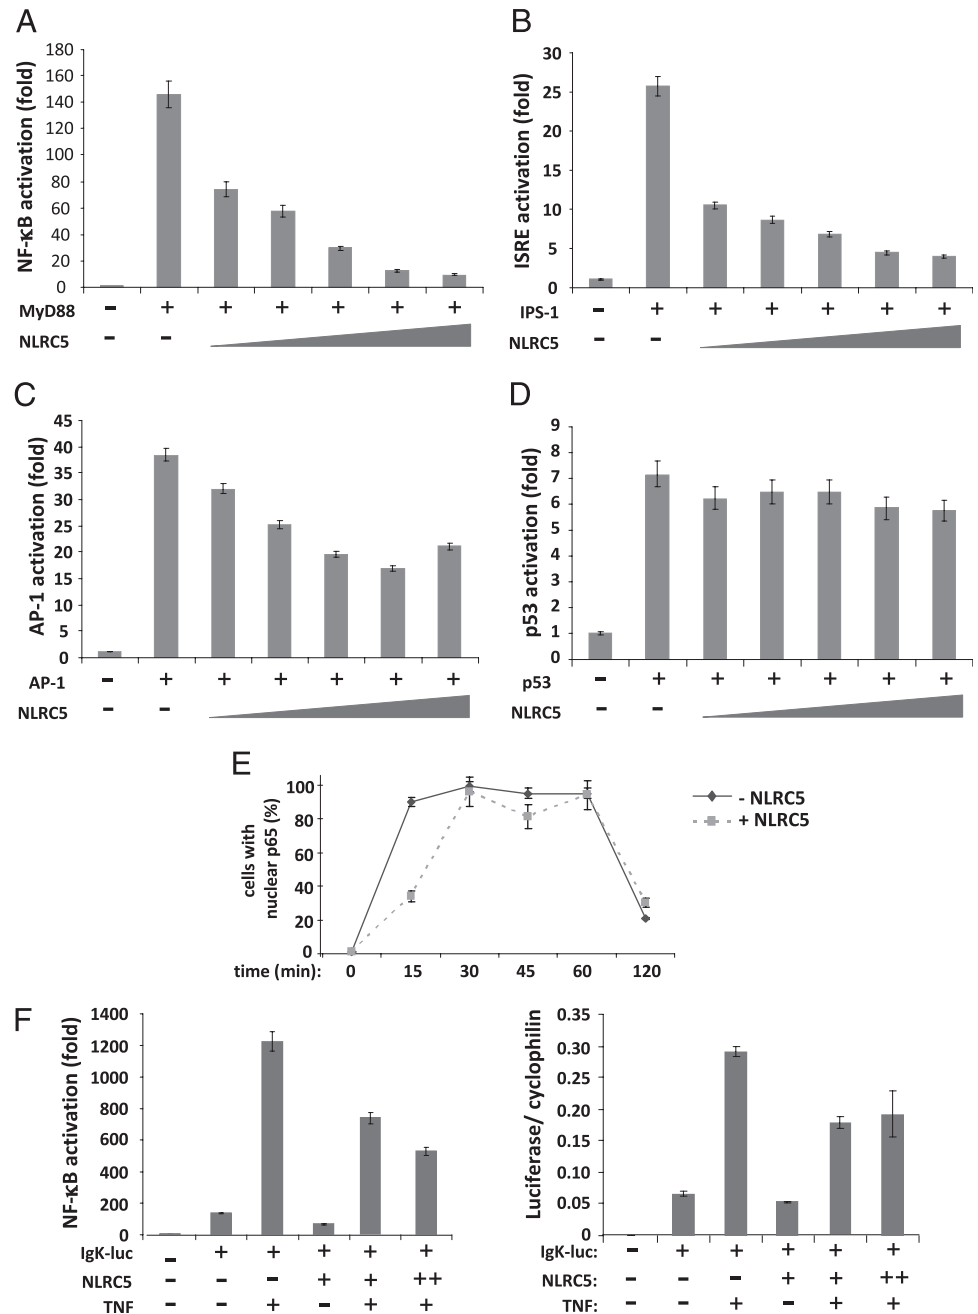 A
NF-κB activation (fold)
180
160
140
120
100
80
60
40
20
0
MyD88 − + + + + + +
NLRC5 − −
B
ISRE activation (fold)
30
25
20
15
10
5
0
IPS-1 − + + + + + +
NLRC5 − −
C
AP-1 activation (fold)
45
40
35
30
25
20
15
10
5
0
AP-1 − + + + + + +
NLRC5 − −
D
p53 activation (fold)
9
8
7
6
5
4
3
2
1
0
p53 − + + + + + +
NLRC5 − −
E
cells with
nuclear p65 (%)
100
80
60
40
20
0
time (min): 0 15 30 45 60 120
- NLRC5
+ NLRC5
F
NF-κB activation (fold)
1400
1200
1000
800
600
400
200
0
IgK-luc − + + + + +
NLRC5 − − − + + ++
TNF − − + − + +
Luciferase/ cyclophilin
0.35
0.30
0.25
0.20
0.15
0.10
0.05
0
IgK-luc: − + + + + +
NLRC5: − − − + + ++
TNF: − − + − + +